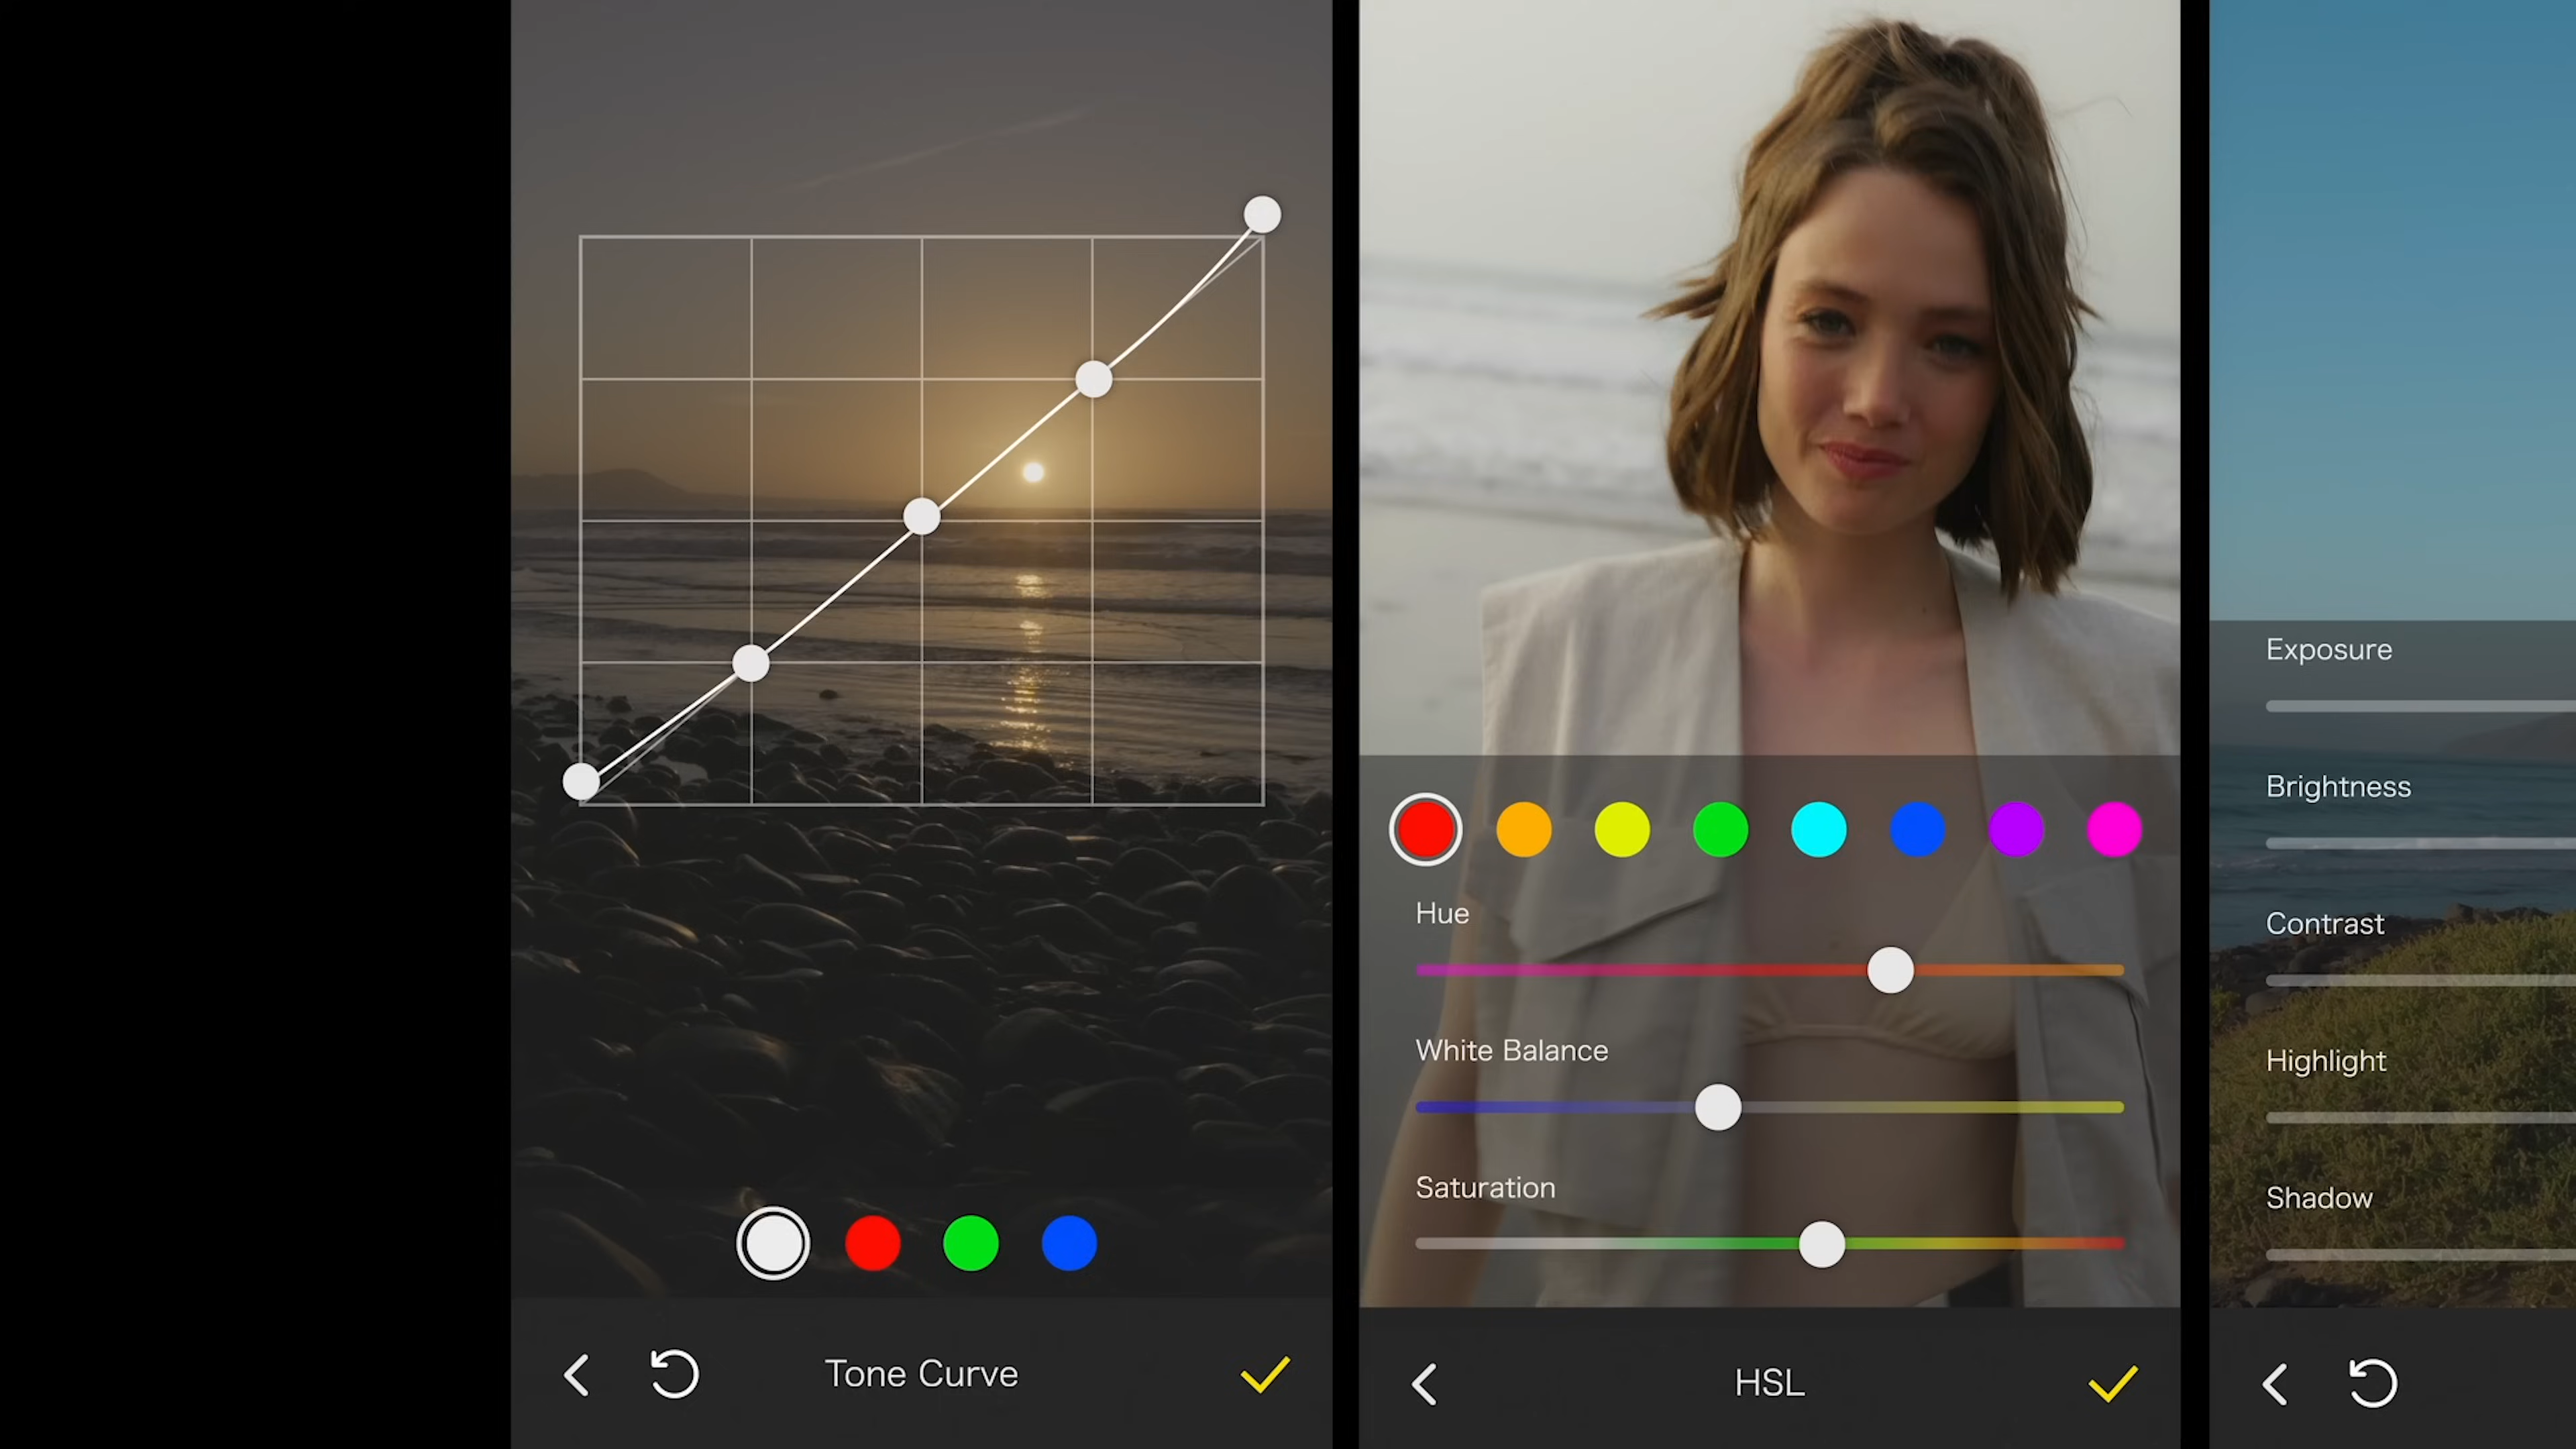 Tone Curve
Hue
White Balance
Saturation
HSL
Exposure
Brightness
Contrast
Highlight
Shadow